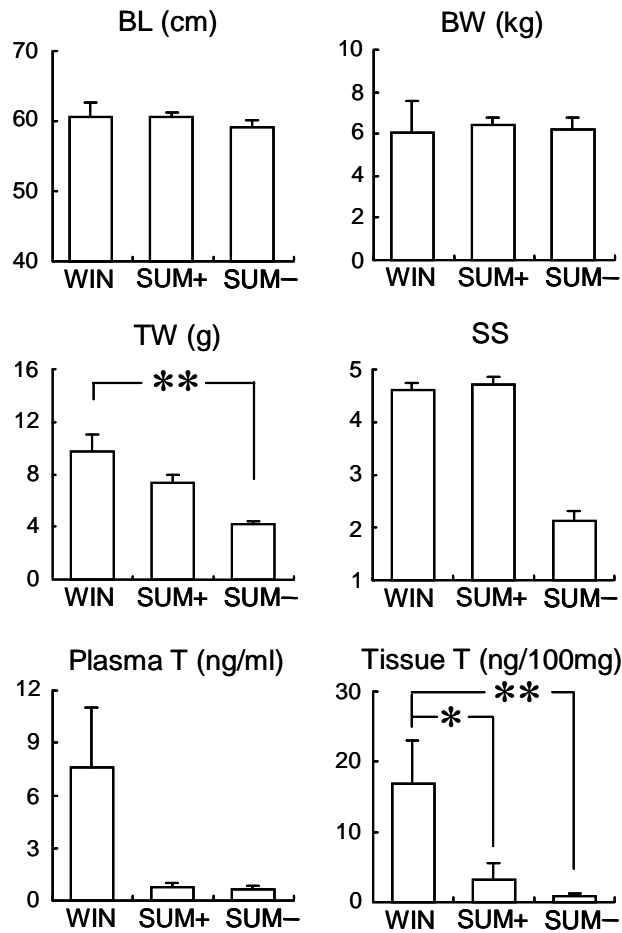 BL (cm)
70
60
50
40
WIN SUM+ SUM−
BW (kg)
10
8
6
4
2
0
WIN SUM+ SUM−
TW (g)
16
12
8
4
0
**
WIN SUM+ SUM−
SS
5
4
3
2
1
WIN SUM+ SUM−
Plasma T (ng/ml)
12
9
6
3
0
WIN SUM+ SUM−
Tissue T (ng/100mg)
30
20
10
0
**
*
WIN SUM+ SUM−